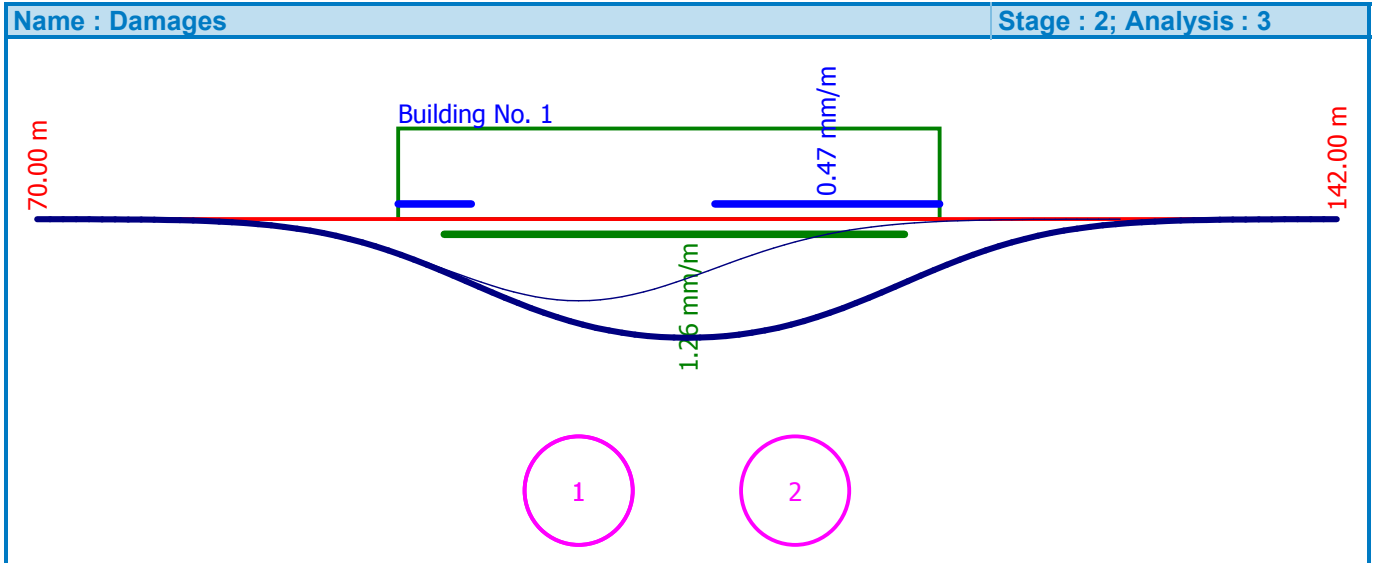 Name : Damages
Stage : 2; Analysis : 3
Building No. 1
0.47 mm/m
70.00 m
142.00 m
1.26 mm/m
1
2